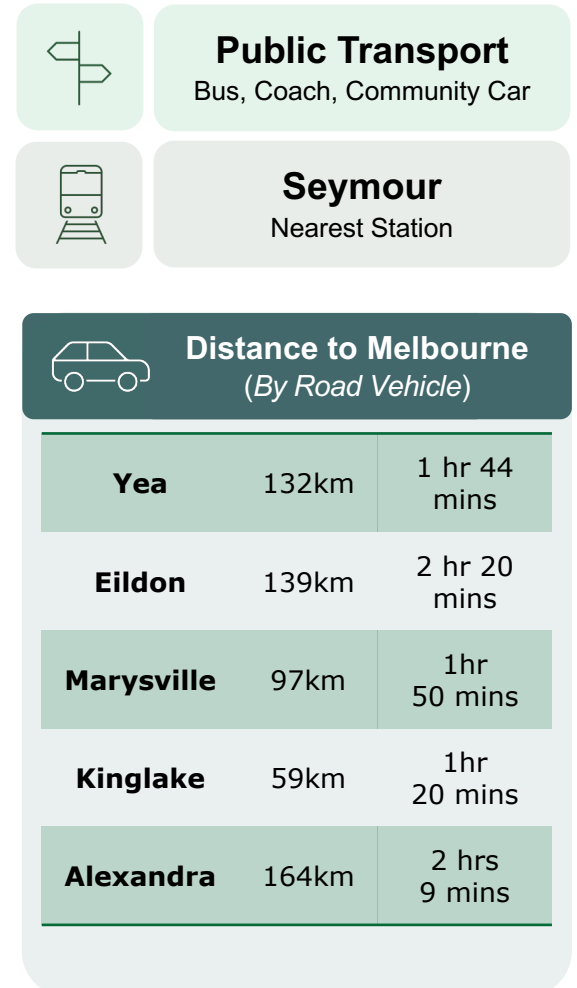 Public Transport
Bus, Coach, Community Car
Seymour
Nearest Station
Distance to Melbourne
(By Road Vehicle)
Yea 132km 1 hr 44 mins
Eildon 139km 2 hr 20 mins
Marysville 97km 1hr 50 mins
Kinglake 59km 1hr 20 mins
Alexandra 164km 2 hrs 9 mins